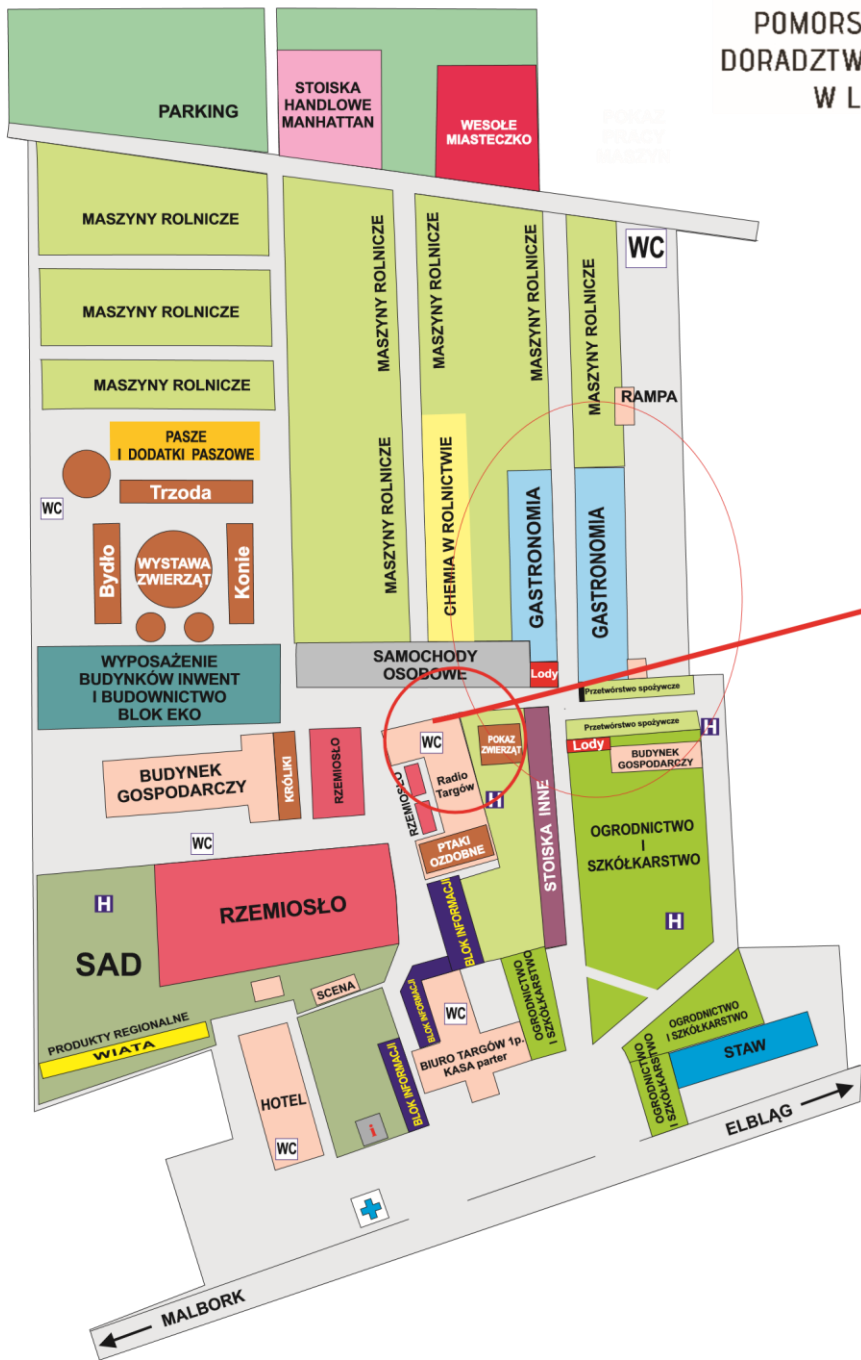 POMORS
DORADZTW
W L
PARKING
STOISKA
HANDLOWE
MANHATTAN
WESOŁE
MIASTECZKO
POKAZ
PRACY
MASZYN
MASZYNY ROLNICZE
MASZYNY ROLNICZE
MASZYNY ROLNICZE
MASZYNY ROLNICZE
MASZYNY ROLNICZE
MASZYNY ROLNICZE
MASZYNY ROLNICZE
MASZYNY ROLNICZE
WC
RAMPA
PASZE
I DODATKI PASZOWE
Trzoda
WC
Bydło
WYSTAWA
ZWIERZĄT
Konie
CHEMIA W ROLNICTWIE
GASTRONOMIA
GASTRONOMIA
WYPOSAŻENIE
BUDYNKÓW INWENT
I BUDOWNICTWO
BLOK EKO
SAMOCHODY
OSOBOWE
Lody
Przetwórstwo spożywcze
Przetwórstwo spożywcze
H
Lody
BUDYNEK
GOSPODARCZY
BUDYNEK
GOSPODARCZY
KRÓLIKI
RZEMIOSŁO
WC
POKAZ
ZWIERZĄT
Radio
Targów
RZEMIOSŁO
H
PTAKI
OZDOBNE
STOISKA INNE
OGRODNICTWO
I
SZKÓŁKARSTWO
H
WC
H
RZEMIOSŁO
SAD
BLOK INFORMACJI
SCENA
BLOK INFORMACJI
WC
OGRODNICTWO
I SZKÓŁKARSTWO
PRODUKTY REGIONALNE
WIATA
BLOK INFORMACJI
BIURO TARGÓW 1p.
KASA parter
OGRODNICTWO
I SZKÓŁKARSTWO
OGRODNICTWO
I SZKÓŁKARSTWO
STAW
HOTEL
WC
i
ELBLĄG
MALBORK